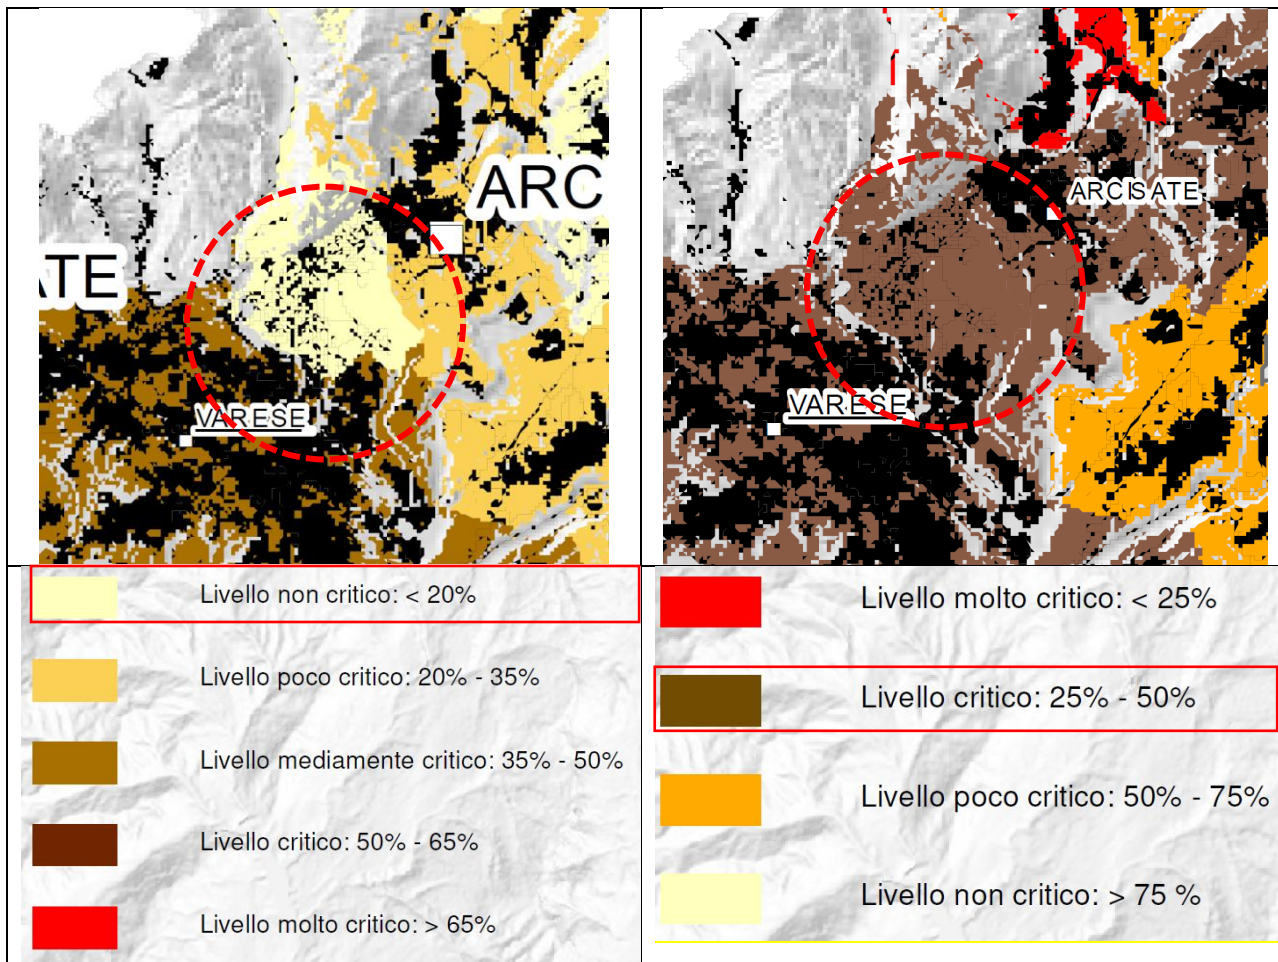 ARC
ATE
VARESE
ARCISATE
VARESE
Livello non critico: < 20%
Livello poco critico: 20% - 35%
Livello mediamente critico: 35% - 50%
Livello critico: 50% - 65%
Livello molto critico: > 65%
Livello molto critico: < 25%
Livello critico: 25% - 50%
Livello poco critico: 50% - 75%
Livello non critico: > 75 %